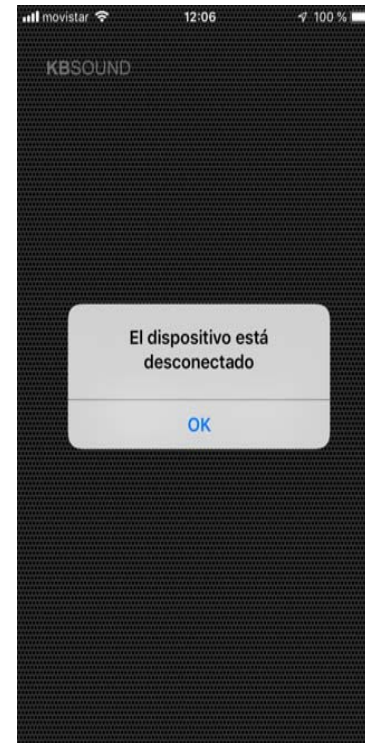 movistar 12:06 100 %
KBSOUND
El dispositivo está
desconectado
OK